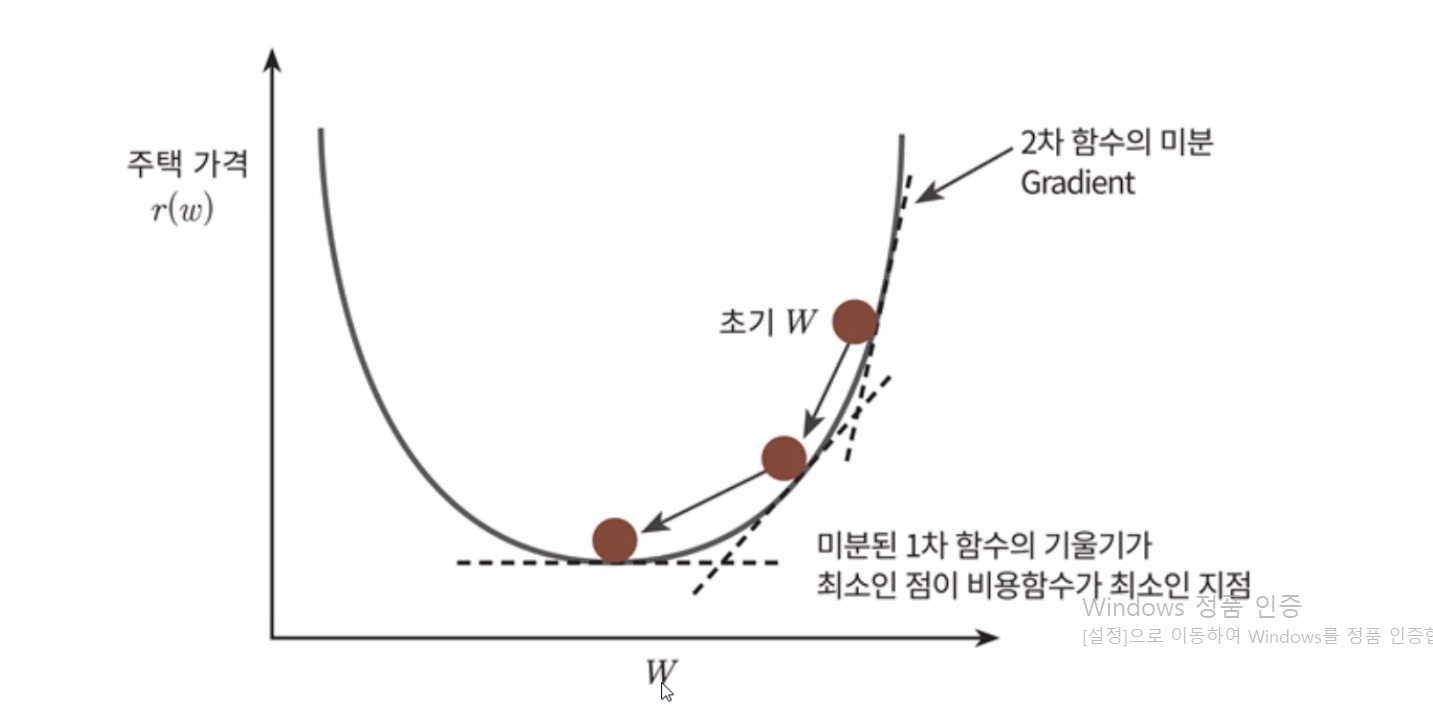 주택 가격
r(w)
2차 함수의 미분
Gradient
초기 W
미분된 1차 함수의 기울기가
최소인 점이 비용함수가 최소인 지점
Windows 정품 인증
[설정]으로 이동하여 Windows를 정품 인증합
W